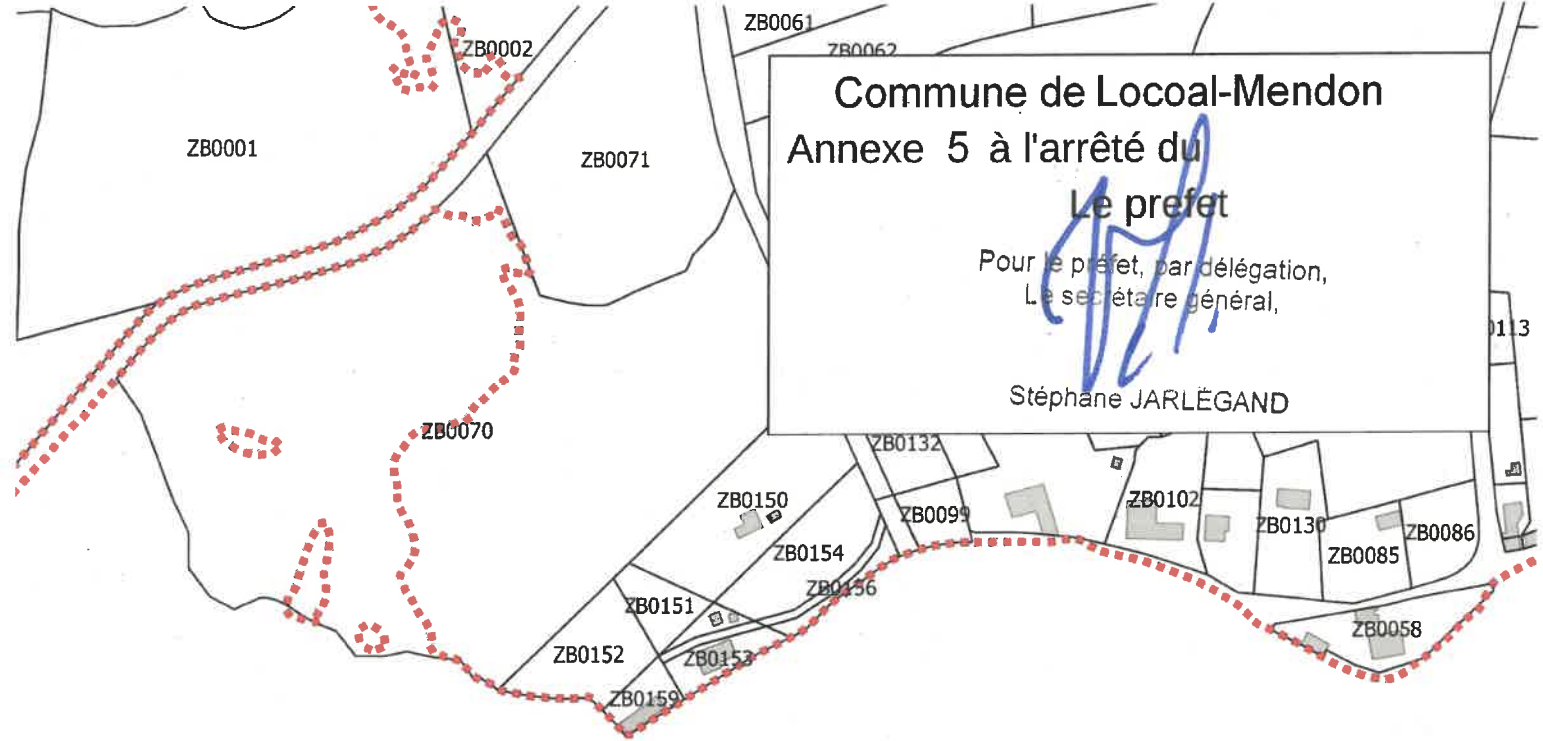 ZB0061
ZB0002
ZB0062
Commune de Locoal-Mendon
Annexe 5 à l'arrêté du
Le prefet
Pour le préfet, par délégation,
Le secrétaire général,
Stéphane JARLÉGAND
ZB0001
ZB0071
0113
ZB0070
ZB0132
ZB0150
ZB0099
ZB0102
ZB0130
ZB0086
ZB0085
ZB0154
ZB0156
ZB0151
ZB0058
ZB0152
ZB0153
ZB0159